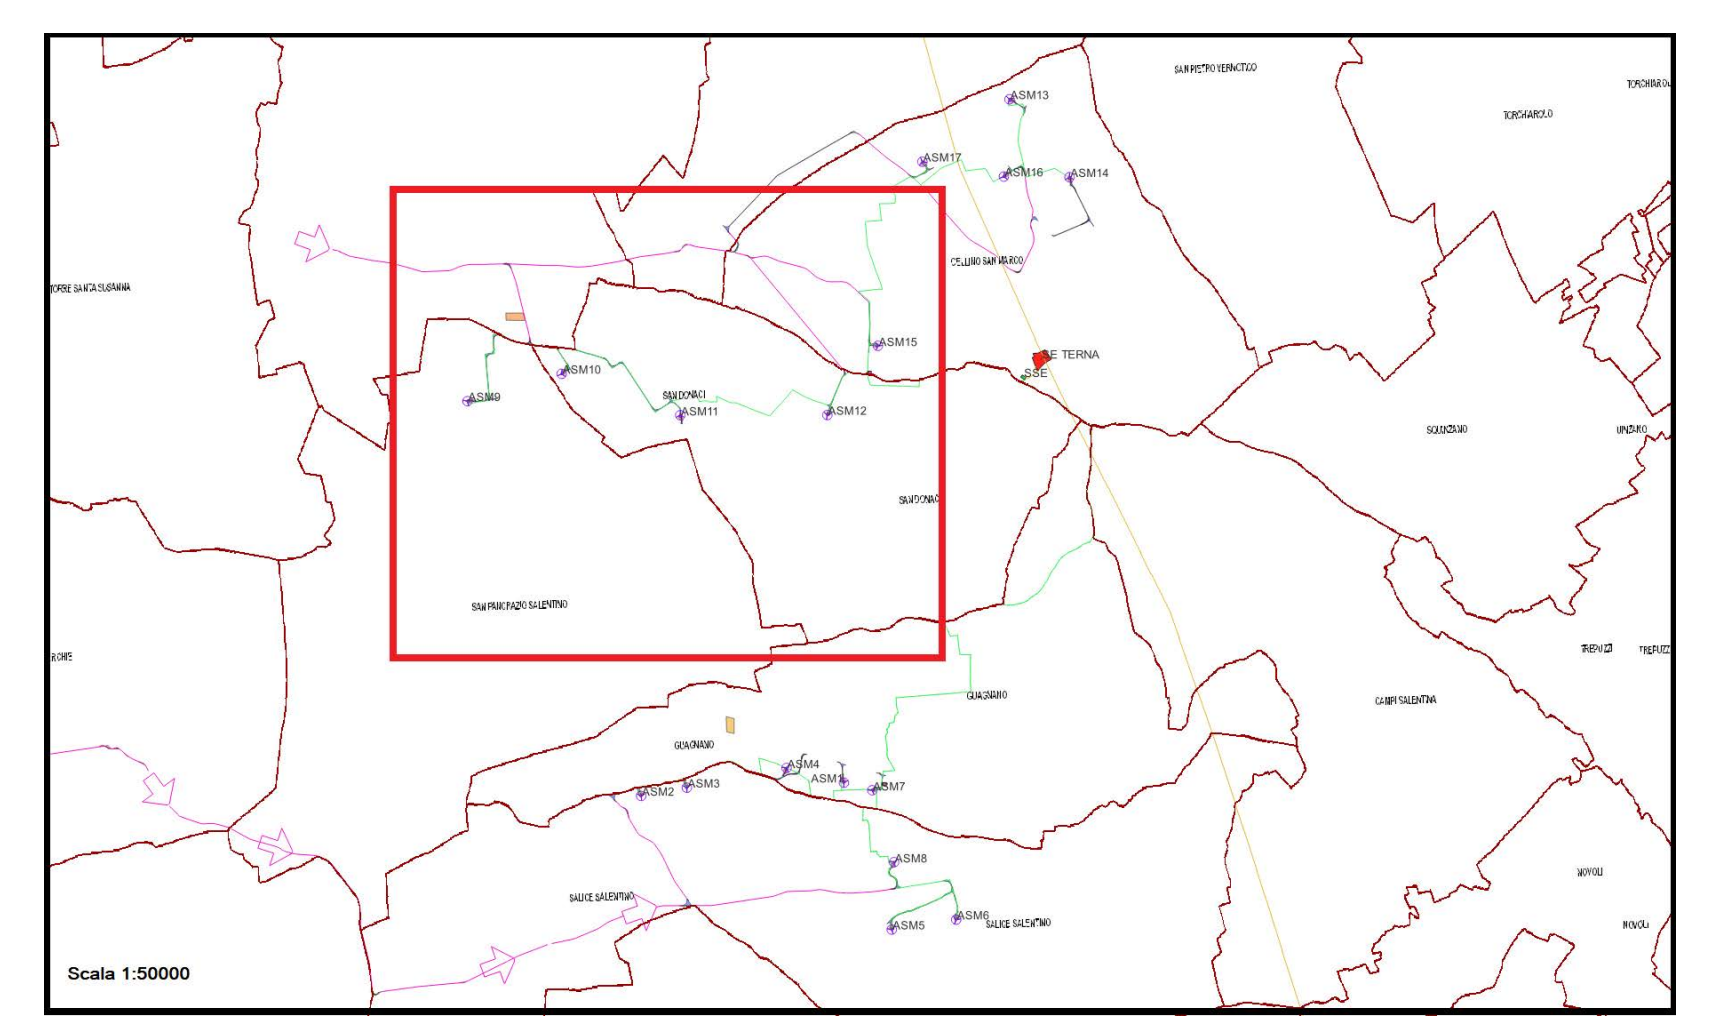 SAN PIETRO VERNOTICO
TORCHIAROLO
TORCHIAROLO
ASM13
ASM17
ASM16
ASM14
CELLINO SAN MARCO
TORRE SANTA SUSANNA
ASM15
SE TERNA
SSE
ASM10
ASM9
SAN DONACI
ASM11
ASM12
SQUINZANO
SAN DONACI
SAN PANCRAZIO SALENTINO
TREPUZZI
GUAGNANO
CAMPI SALENTINA
GUAGNANO
ASM4
ASM1
ASM7
ASM3
ASM2
ASM8
NOVOLI
SALICE SALENTINO
ASM6
ASM5
SALICE SALENTINO
NOVOLI
Scala 1:50000